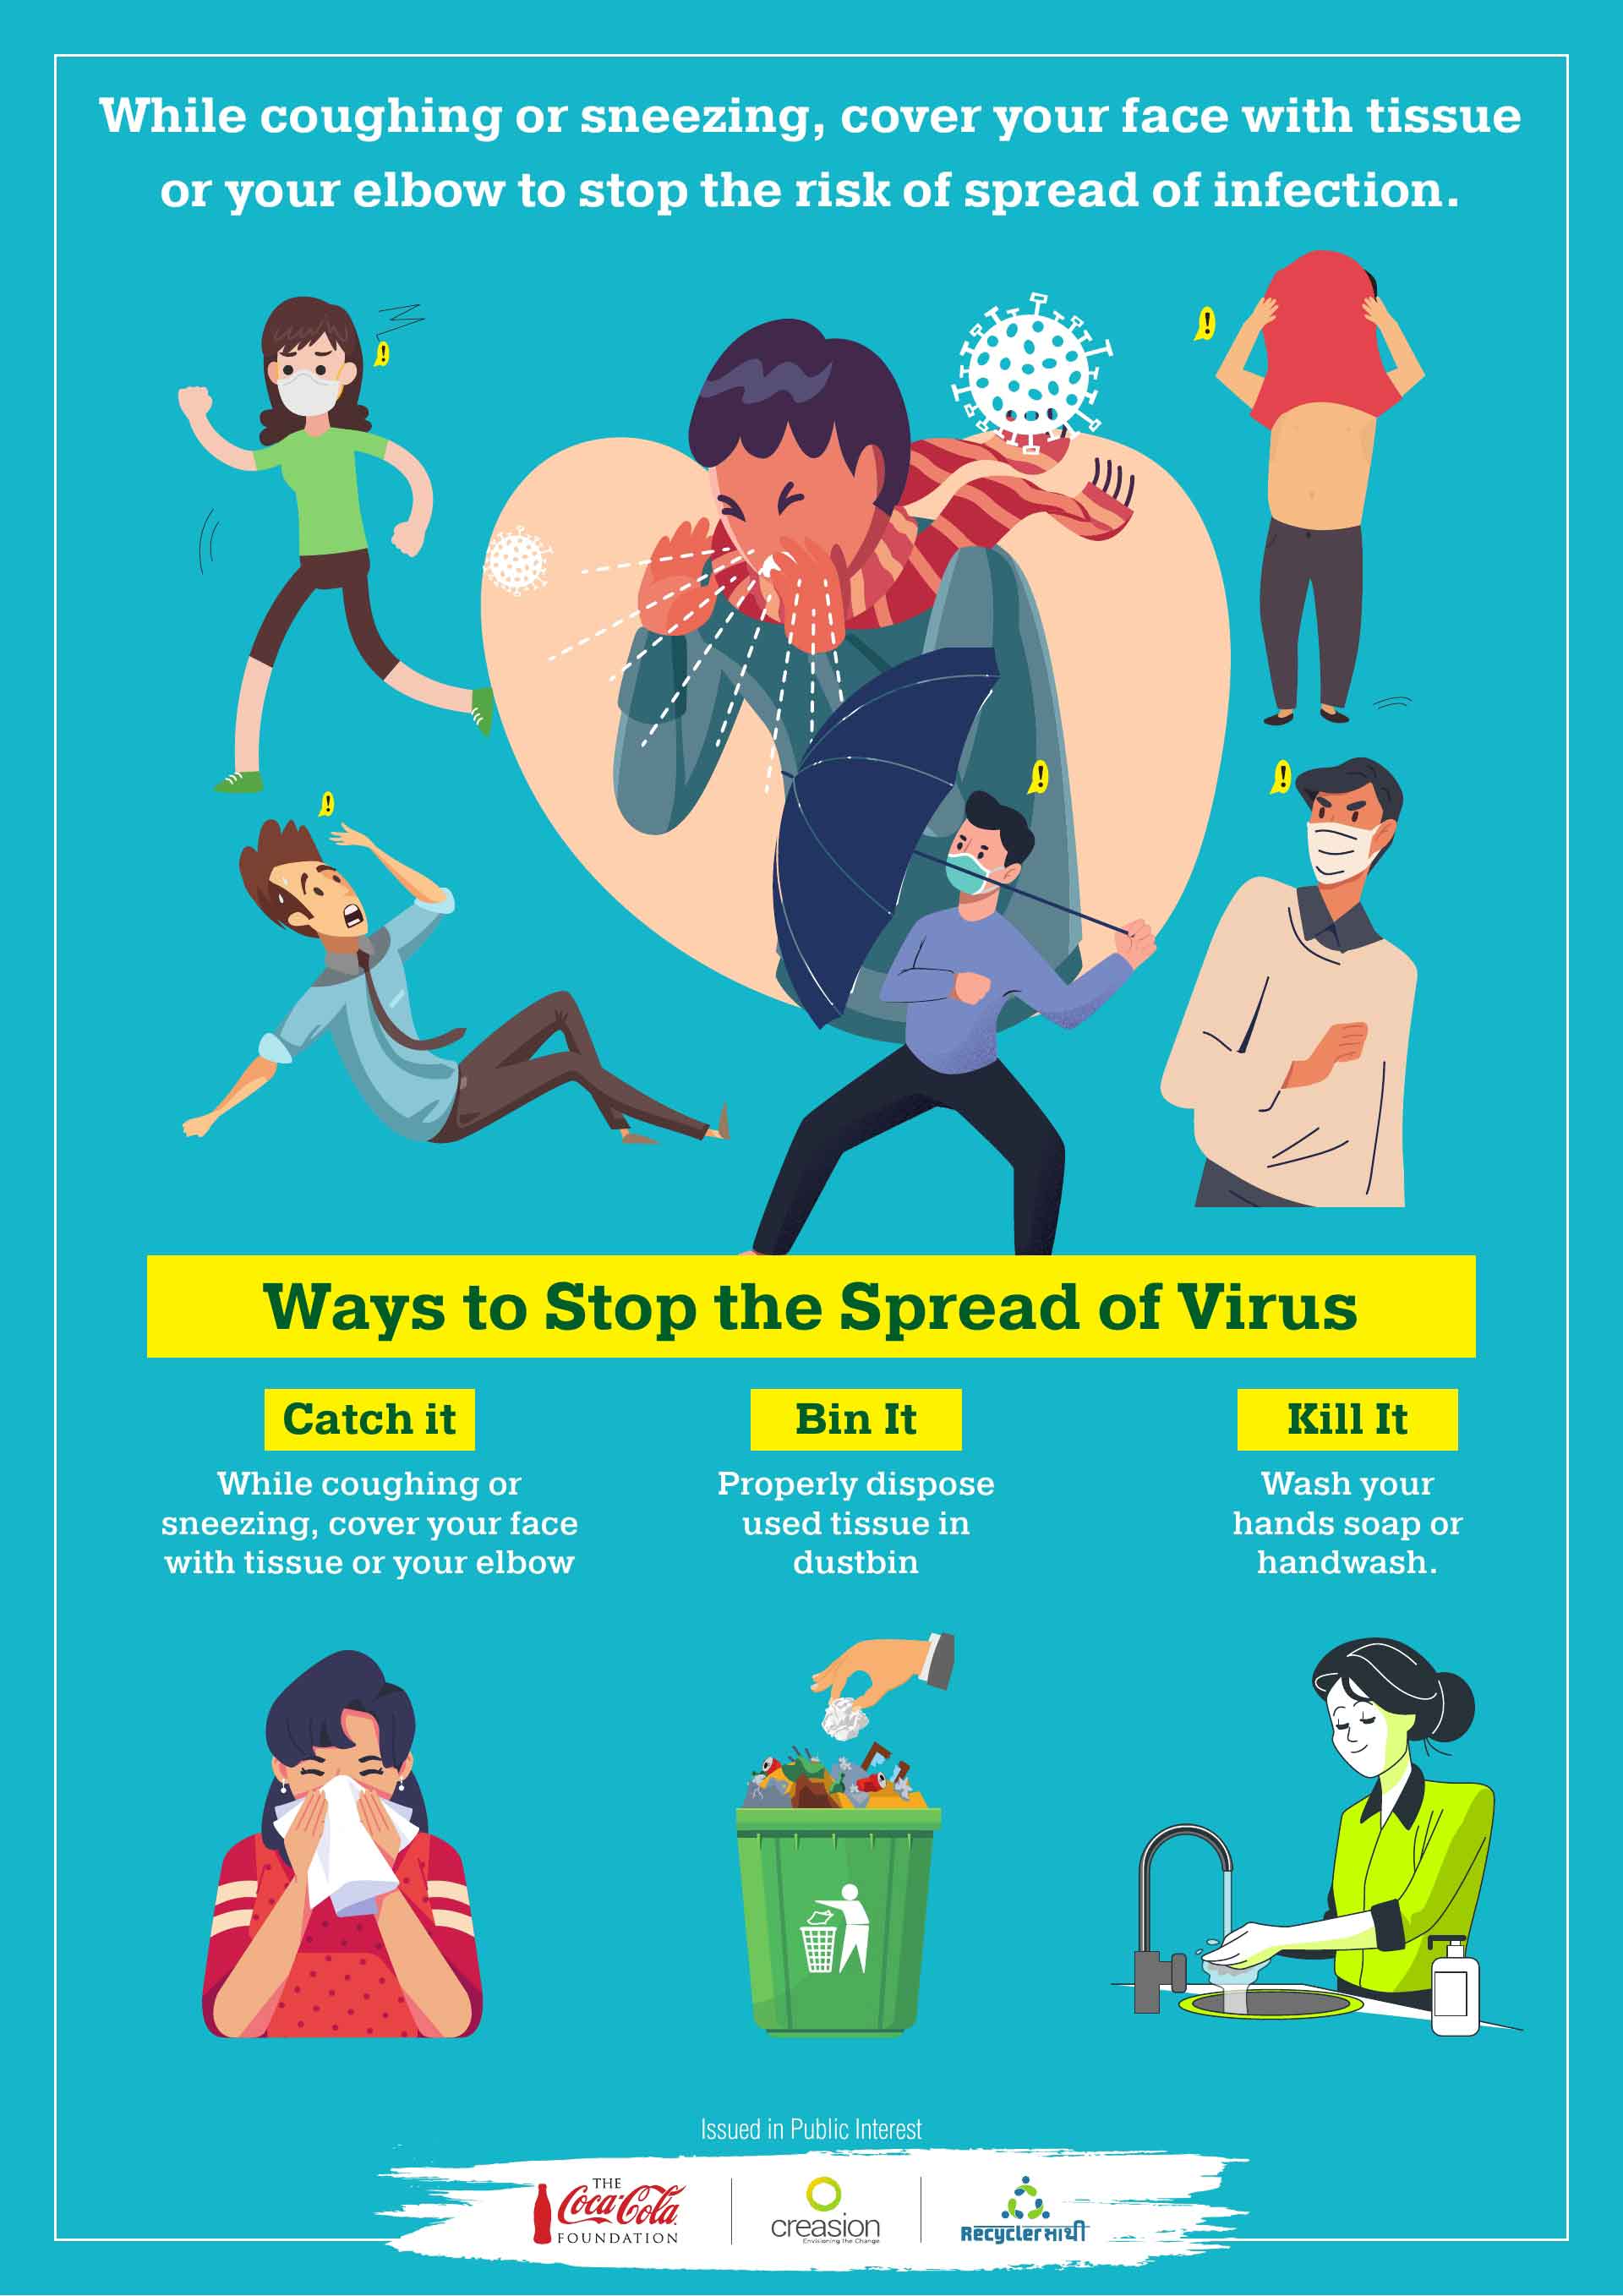 While coughing or sneezing, cover your face with tissue
or your elbow to stop the risk of spread of infection.
!
!
!
!
!
Ways to Stop the Spread of Virus
Catch it
While coughing or
sneezing, cover your face
with tissue or your elbow
Bin It
Properly dispose
used tissue in
dustbin
Kill It
Wash your
hands soap or
handwash.
Issued in Public Interest
THE
Coca-Cola
FOUNDATION
creasion
Envisioning the Change
Recycler साथी